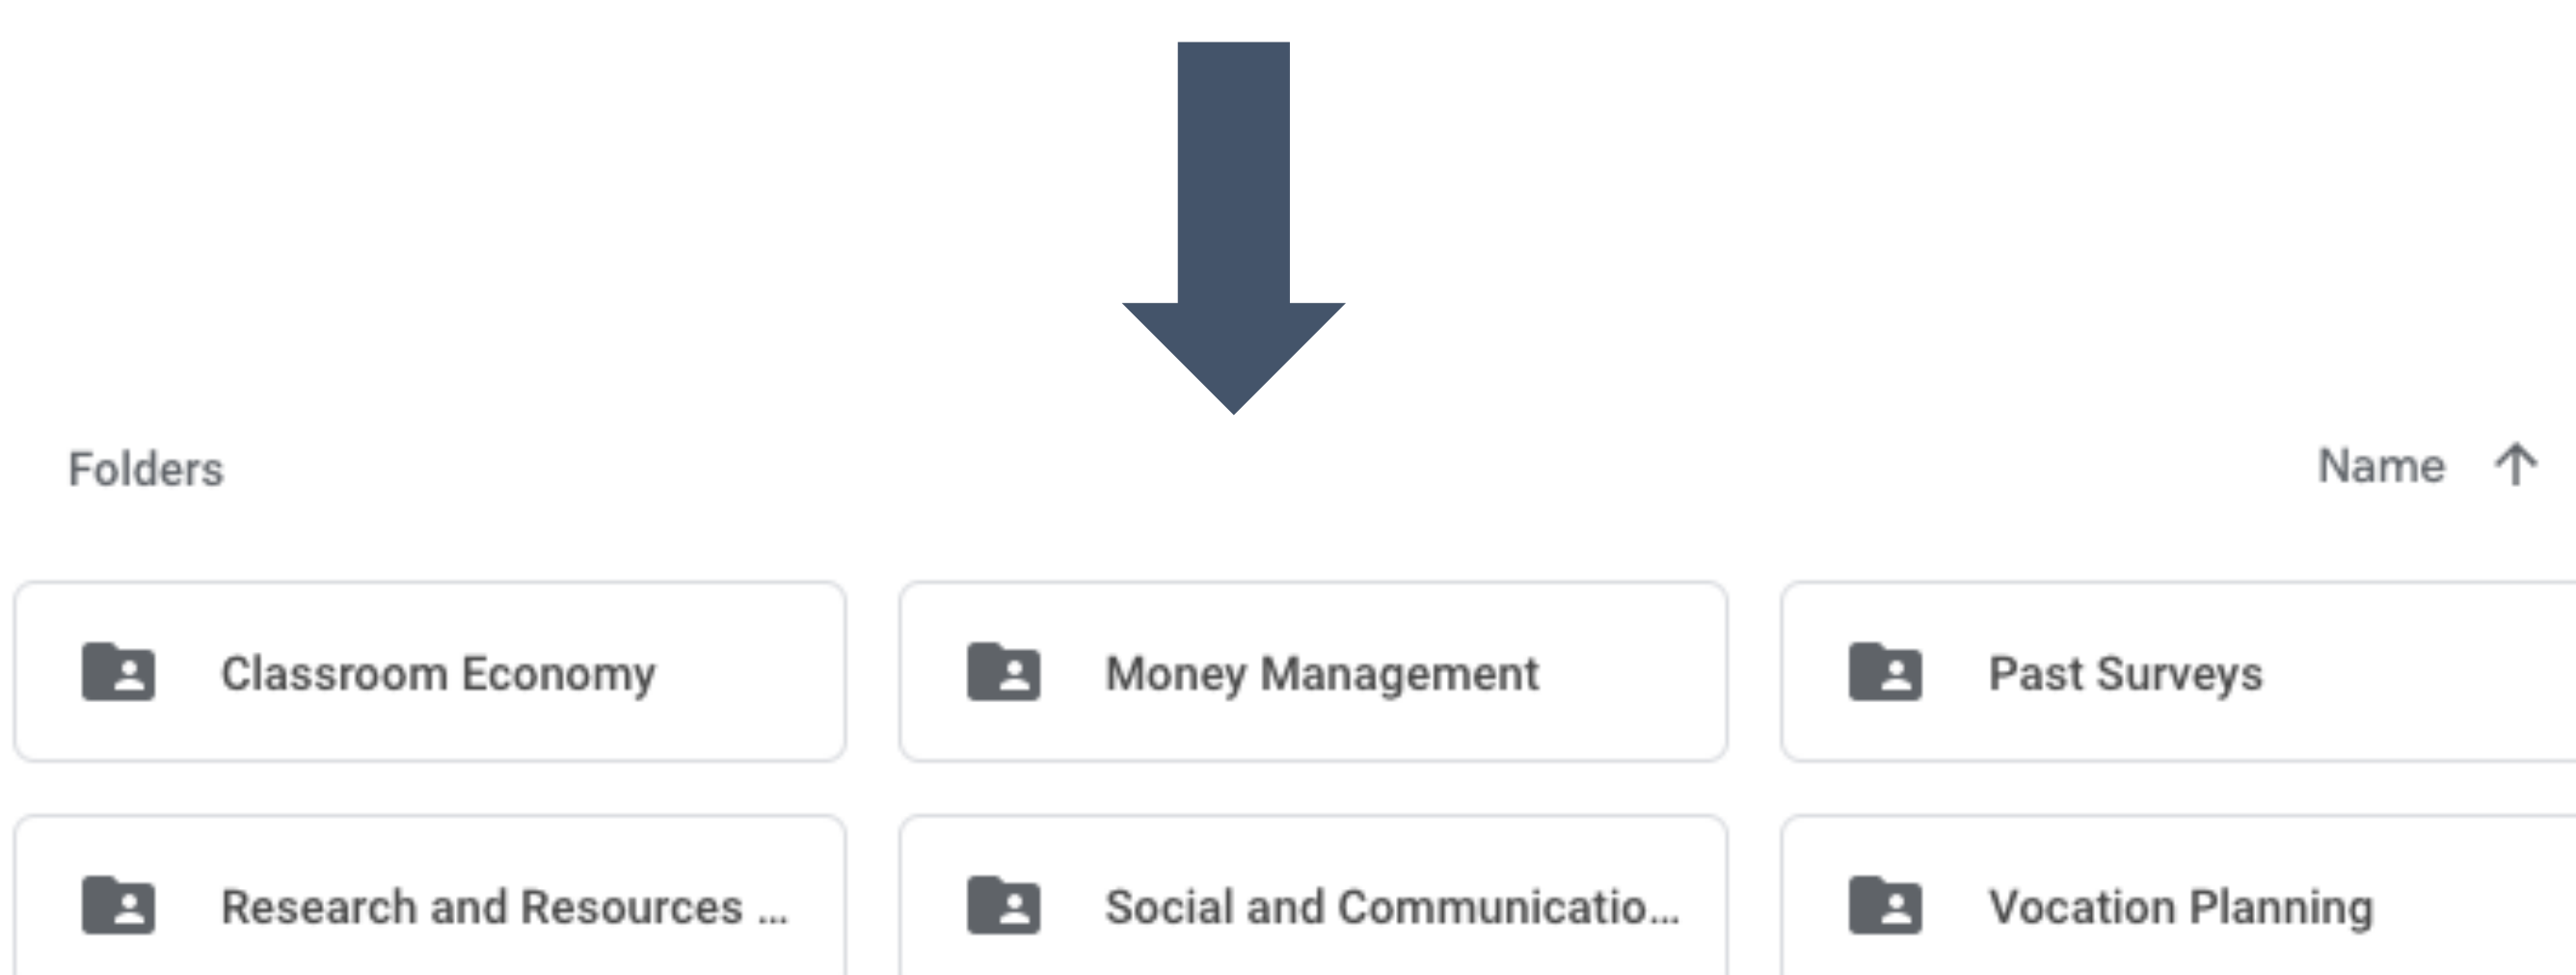 Folders
Name
Classroom Economy
Money Management
Past Surveys
Research and Resources ...
Social and Communicatio...
Vocation Planning